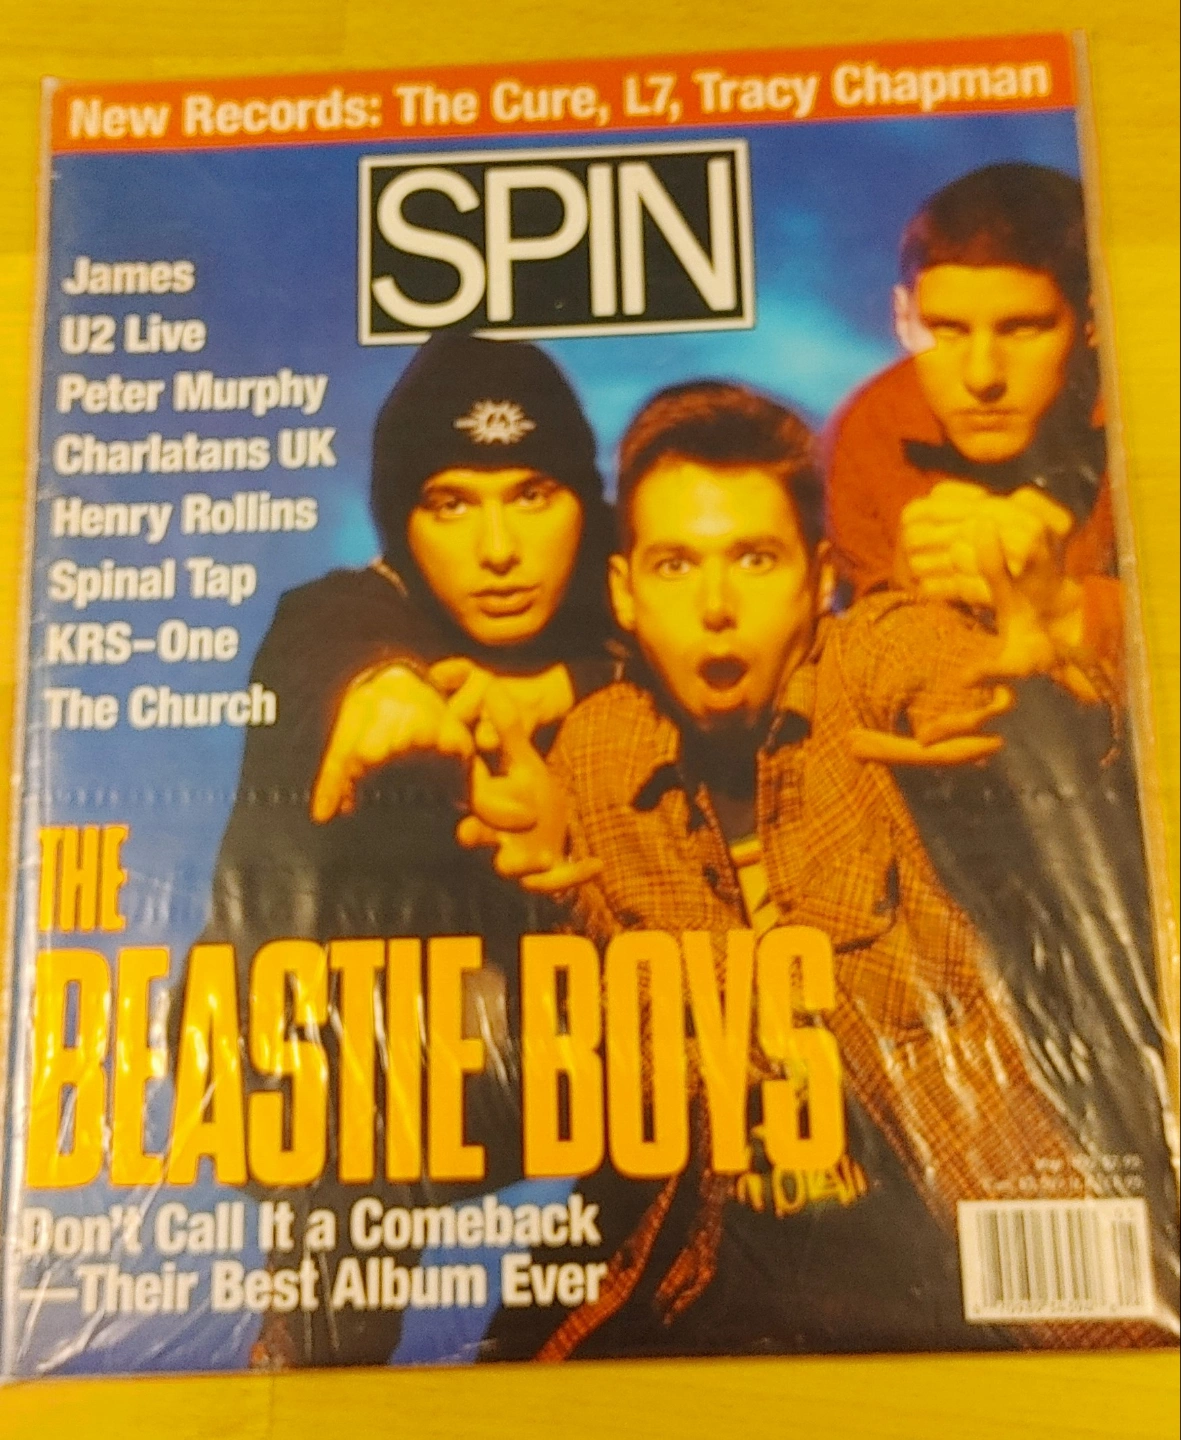 New Records: The Cure, L7, Tracy Chapman
SPIN
James
U2 Live
Peter Murphy
Charlatans UK
Henry Rollins
Spinal Tap
KRS-One
The Church
THE
BEASTIE BOYS
Don't Call It a Comeback
—Their Best Album Ever